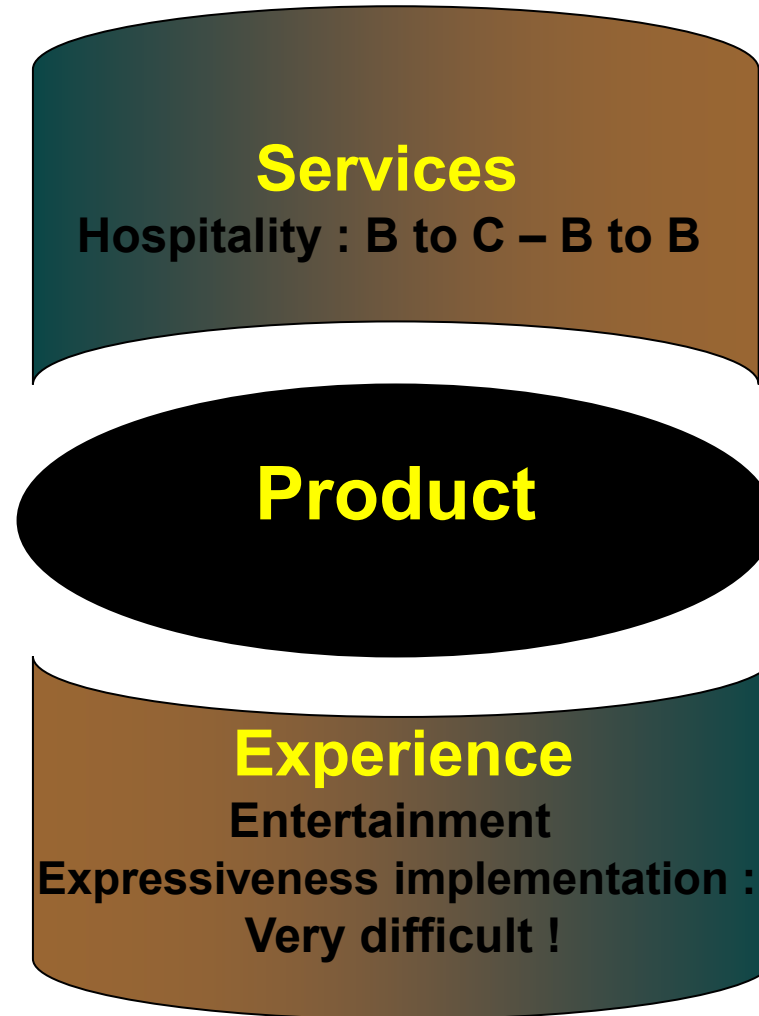 Services
Hospitality : B to C – B to B
Product
Experience
Entertainment
Expressiveness implementation :
Very difficult !